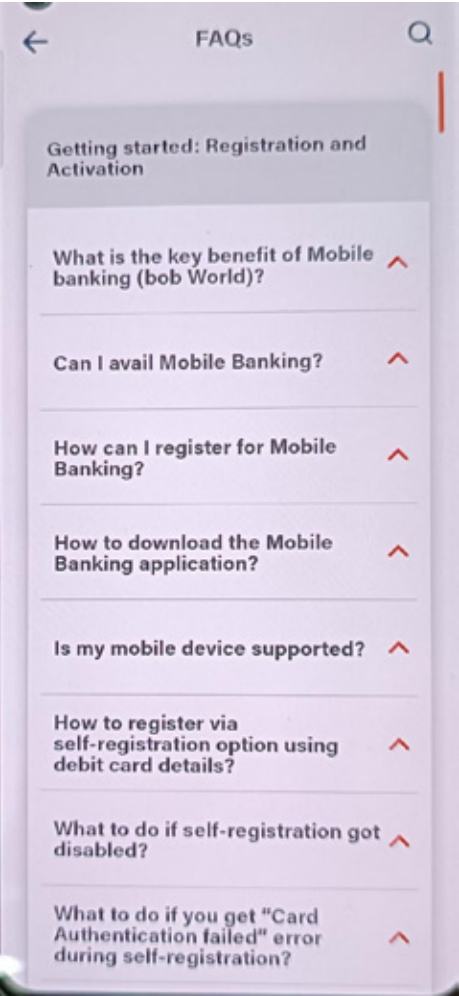 FAQs
Getting started: Registration and
Activation
What is the key benefit of Mobile
banking (bob World)?
Can I avail Mobile Banking?
How can I register for Mobile
Banking?
How to download the Mobile
Banking application?
Is my mobile device supported?
How to register via
self-registration option using
debit card details?
What to do if self-registration got
disabled?
What to do if you get "Card
Authentication failed" error
during self-registration?